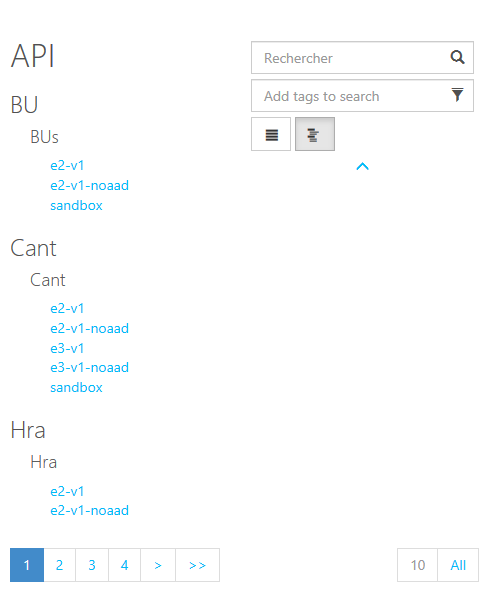 API
Rechercher
Add tags to search
BU
BUs
e2-v1
e2-v1-noaad
sandbox
Cant
Cant
e2-v1
e2-v1-noaad
e3-v1
e3-v1-noaad
sandbox
Hra
Hra
e2-v1
e2-v1-noaad
1 2 3 4 > >> 10 All